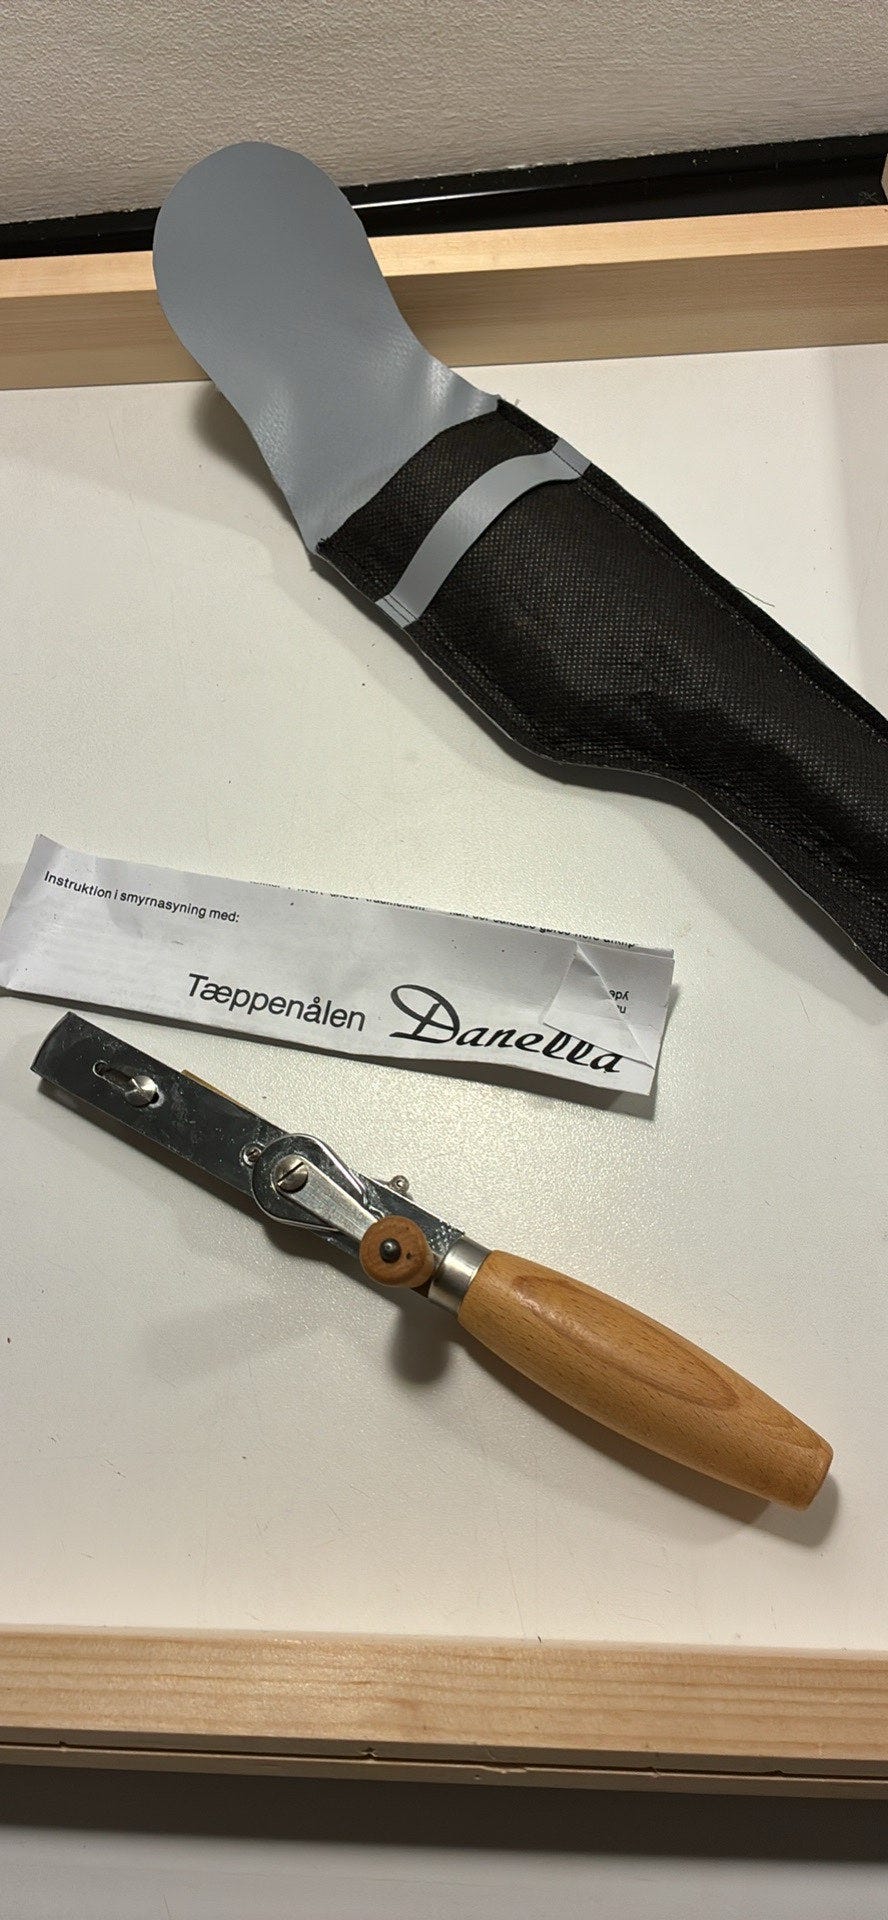 Instruktion i smyrnasyning med:
Tæppenålen Danella